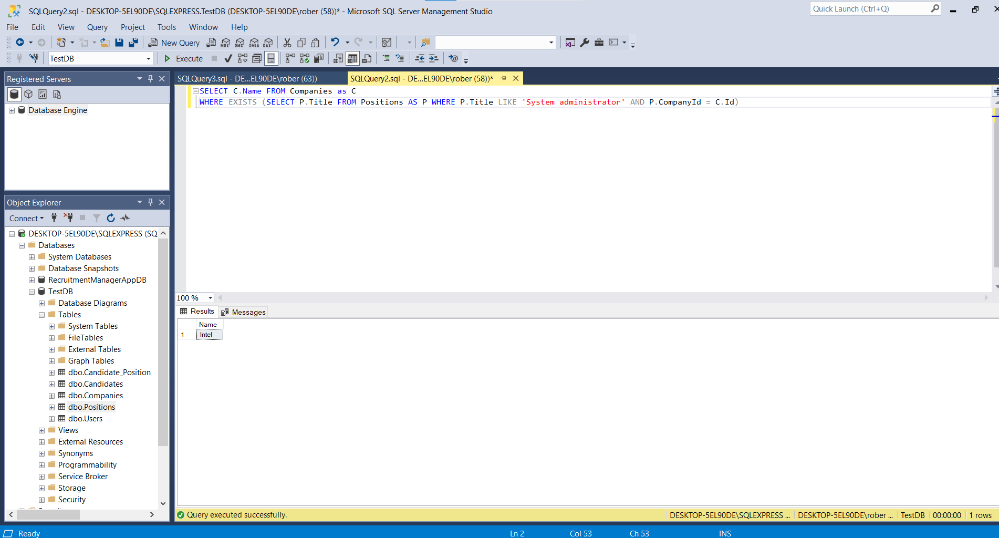 SQLQuery2.sql - DESKTOP-5EL90DE\SQLEXPRESS.TestDB (DESKTOP-5EL90DE\rober (58))* - Microsoft SQL Server Management Studio
Quick Launch (Ctrl+Q)
File Edit View Query Project Tools Window Help
New Query MDX DMX XMLA DAX
TestDB Execute
Registered Servers
Database Engine
Object Explorer
Connect
DESKTOP-5EL90DE\SQLEXPRESS (SQ
Databases
System Databases
Database Snapshots
RecruitmentManagerAppDB
TestDB
Database Diagrams
Tables
System Tables
FileTables
External Tables
Graph Tables
dbo.Candidate_Position
dbo.Candidates
dbo.Companies
dbo.Positions
dbo.Users
Views
External Resources
Synonyms
Programmability
Service Broker
Storage
Security
SQLQuery3.sql - DE...EL90DE\rober (63))
SQLQuery2.sql - DE...EL90DE\rober (58))*
SELECT C.Name FROM Companies as C
WHERE EXISTS (SELECT P.Title FROM Positions AS P WHERE P.Title LIKE 'System administrator' AND P.CompanyId = C.Id)
100 %
Results Messages
Name
1 Intel
Query executed successfully.
DESKTOP-5EL90DE\SQLEXPRESS ... DESKTOP-5EL90DE\rober ... TestDB 00:00:00 1 rows
Ready Ln 2 Col 53 Ch 53 INS